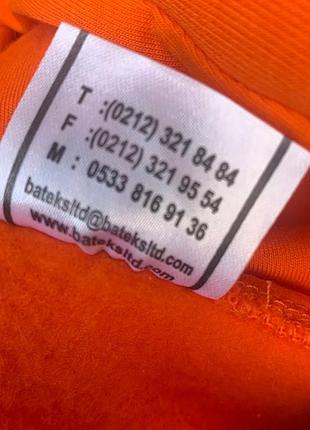 T : (0212) 321 84 84
F : (0212) 321 95 54
M : 0533 816 91 36
bateksltd@bateksltd.com
www.bateksltd.com